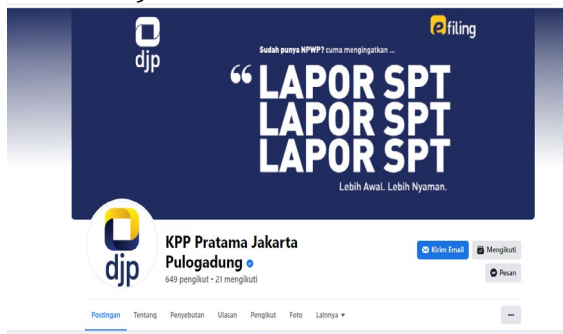 djp
efiling
Sudah punya NPWP? cuma mengingatkan ...
“LAPOR SPT
LAPOR SPT
LAPOR SPT
Lebih Awal. Lebih Nyaman.
djp
KPP Pratama Jakarta
Pulogadung
649 pengikut • 21 mengikuti
Kirim Email
Mengikuti
Pesan
Postingan Tentang Penyebutan Ulasan Pengikut Foto Lainnya
...